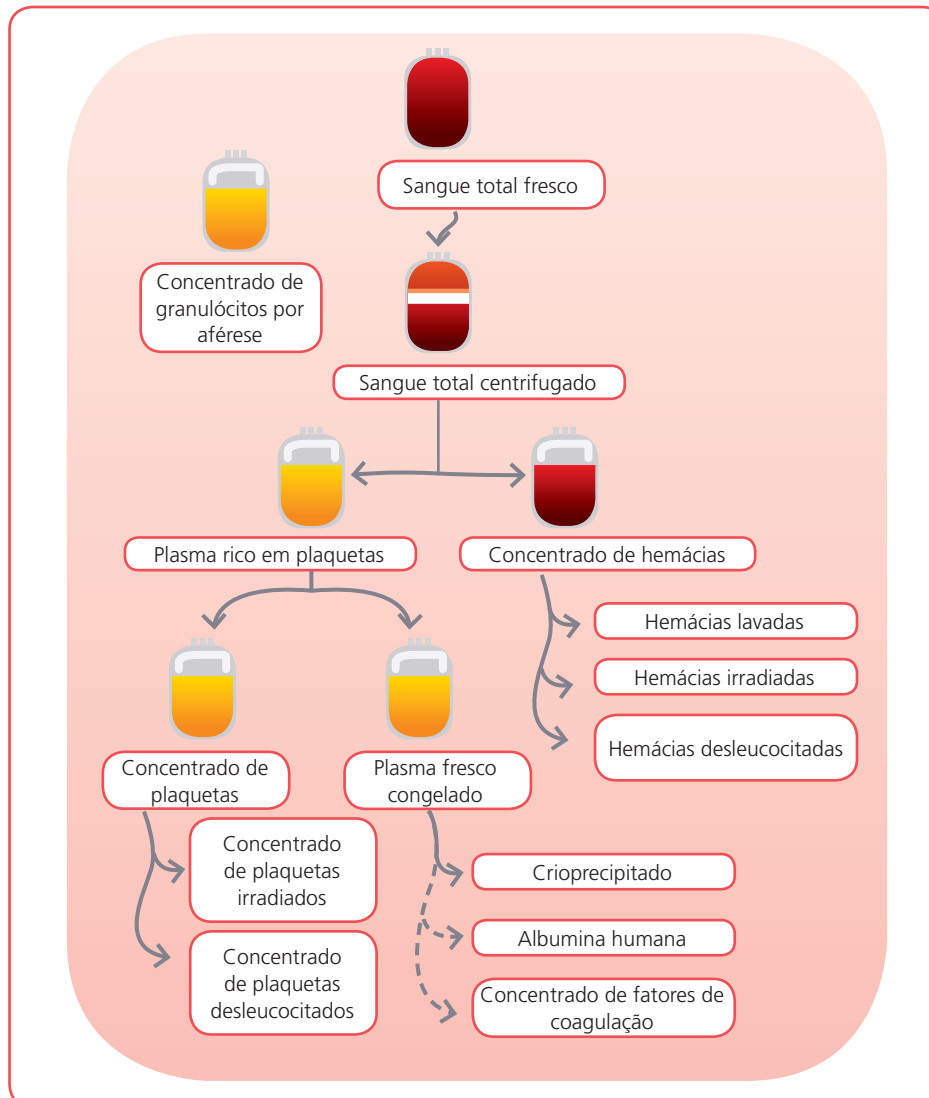 Sangue total fresco
Concentrado de
granulócitos por
aférese
Sangue total centrifugado
Plasma rico em plaquetas
Concentrado de hemácias
Hemácias lavadas
Hemácias irradiadas
Hemácias desleucocitadas
Concentrado de
plaquetas
Plasma fresco
congelado
Concentrado
de plaquetas
irradiados
Concentrado
de plaquetas
desleucocitados
Crioprecipitado
Albumina humana
Concentrado de fatores de
coagulação